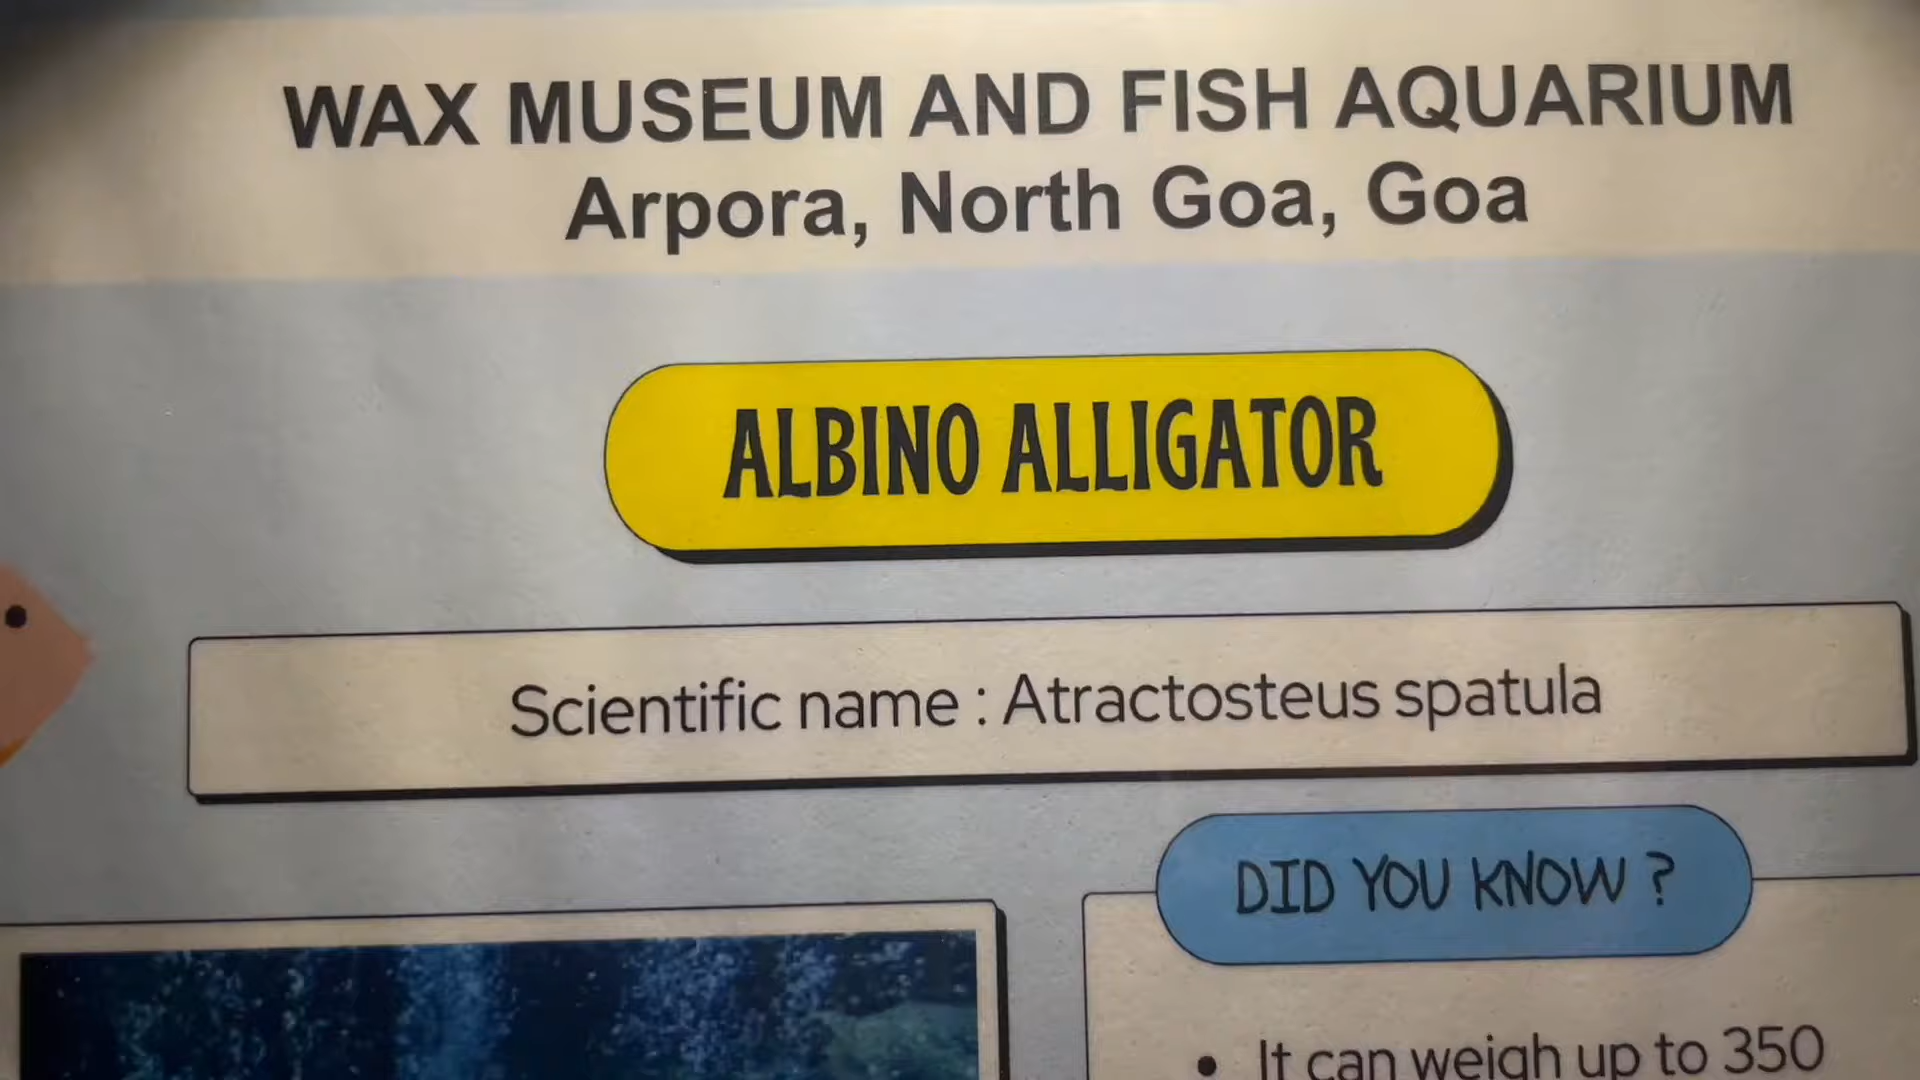 WAX MUSEUM AND FISH AQUARIUM
Arpora, North Goa, Goa
ALBINO ALLIGATOR
Scientific name : Atractosteus spatula
DID YOU KNOW ?
• It can weigh up to 350